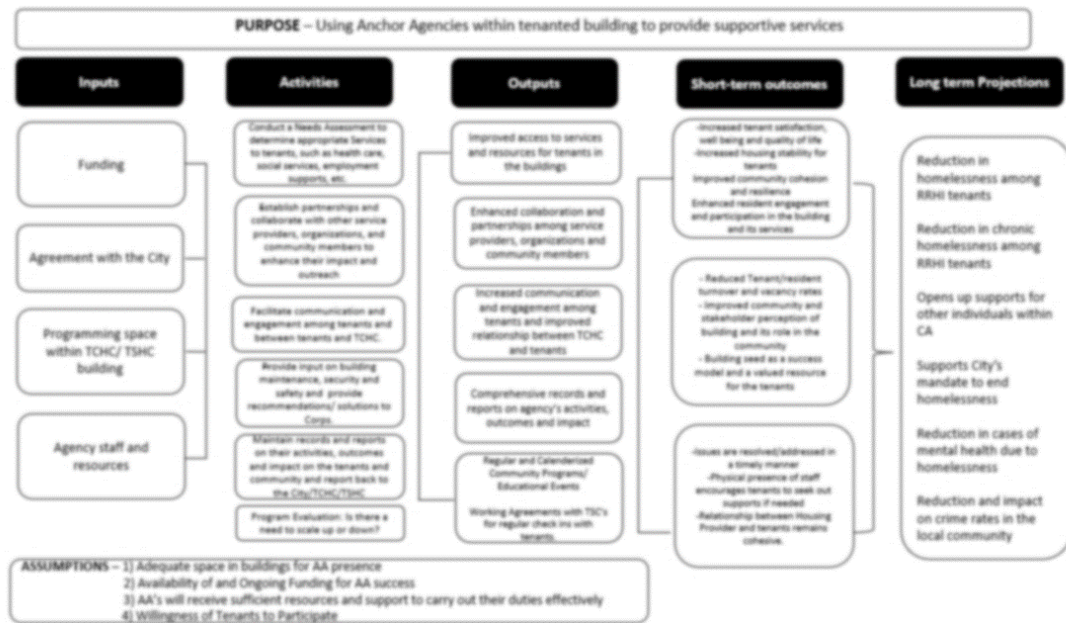 PURPOSE – Using Anchor Agencies within tenanted building to provide supportive services
Inputs
Funding
Agreement with the City
Programming space
within TCHC/ TSHC
building
Agency staff and
resources
Activities
Conduct a Needs Assessment to
determine appropriate Services
to tenants, such as health care,
social services, employment
supports, etc.
Establish partnerships and
collaborate with other service
providers, organizations, and
community members to
enhance their impact and
outreach
Facilitate communication and
engagement among tenants and
between tenants and TCHC.
Provide input on building
maintenance, security and
safety and provide
recommendations/ solutions to
Corps.
Maintain records and reports
on their activities, outcomes
and impact on the tenants and
community and report back to
the City/TCHC/TSHC
Program Evaluation: Is there a
need to scale up or down?
Outputs
Improved access to services
and resources for tenants in
the buildings
Enhanced collaboration and
partnerships among service
providers, organizations and
community members
Increased communication
and engagement among
tenants and improved
relationship between TCHC
and tenants
Comprehensive records and
reports on agency's activities,
outcomes and impact
Regular and Calenderized
Community Programs/
Educational Events
Working Agreements with TSC's
for regular check ins with
tenants.
Short-term outcomes
-Increased tenant satisfaction,
well being and quality of life
-Increased housing stability for
tenants
Improved community cohesion
and resilience
Enhanced resident engagement
and participation in the building
and its services
- Reduced Tenant/resident
turnover and vacancy rates
- Improved community and
stakeholder perception of
building and its role in the
community
- Building seed as a success
model and a valued resource
for the tenants
-Issues are resolved/addressed in
a timely manner
-Physical presence of staff
encourages tenants to seek out
supports if needed
-Relationship between Housing
Provider and tenants remains
cohesive.
Long term Projections
Reduction in
homelessness among
RRHI tenants
Reduction in chronic
homelessness among
RRHI tenants
Opens up supports for
other individuals within
CA
Supports City's
mandate to end
homelessness
Reduction in cases of
mental health due to
homelessness
Reduction and impact
on crime rates in the
local community
ASSUMPTIONS – 1) Adequate space in buildings for AA presence
2) Availability of and Ongoing Funding for AA success
3) AA's will receive sufficient resources and support to carry out their duties effectively
4) Willingness of Tenants to Participate